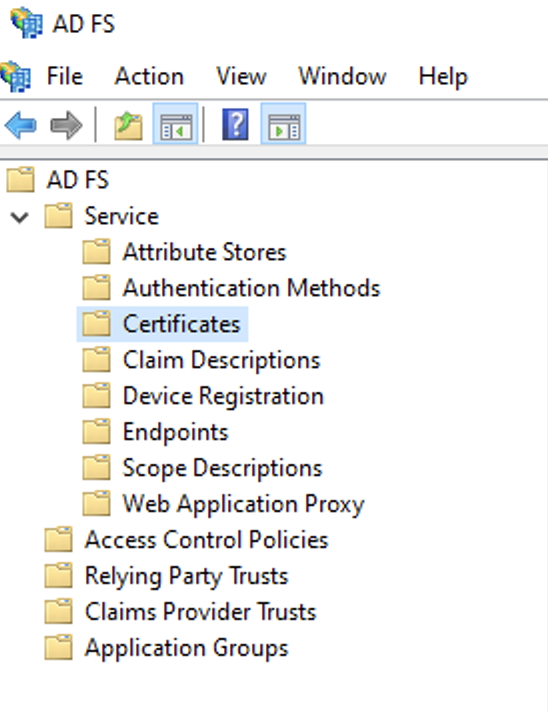 AD FS
File Action View Window Help
?
AD FS
Service
Attribute Stores
Authentication Methods
Certificates
Claim Descriptions
Device Registration
Endpoints
Scope Descriptions
Web Application Proxy
Access Control Policies
Relying Party Trusts
Claims Provider Trusts
Application Groups